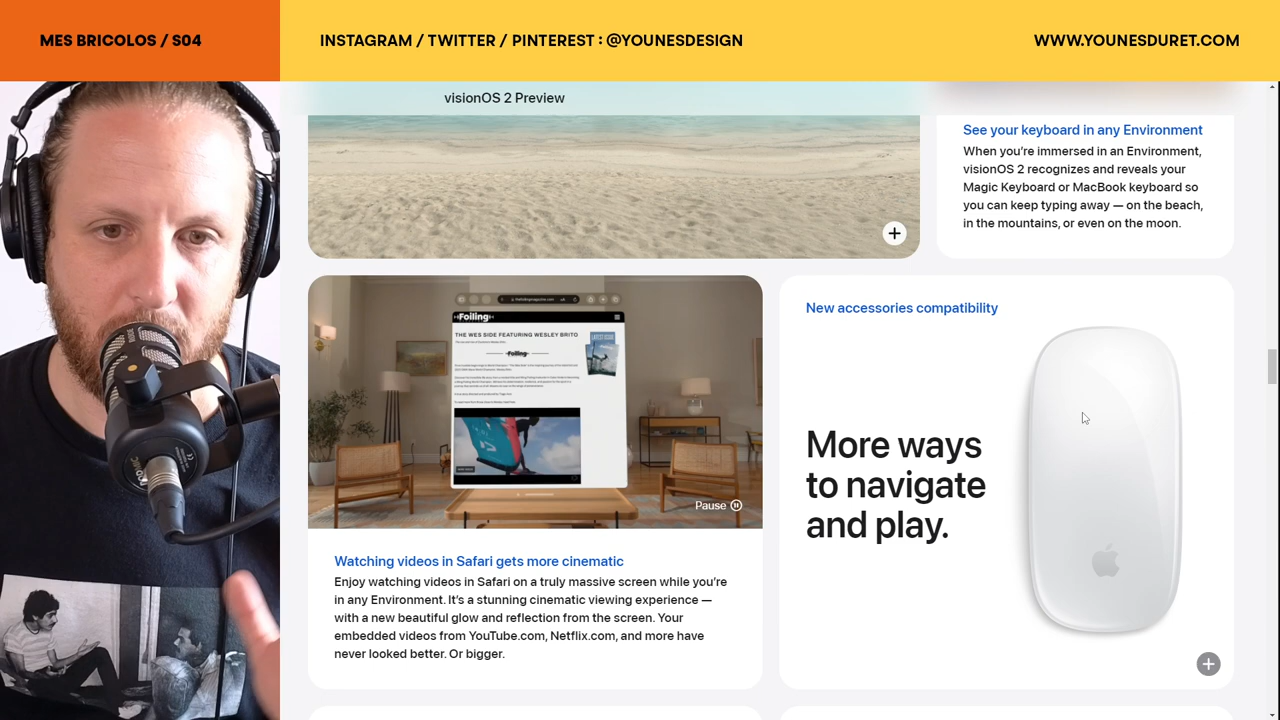 MES BRICOLOS / S04
INSTAGRAM / TWITTER / PINTEREST : @YOUNESDESIGN
WWW.YOUNESDURET.COM
visionOS 2 Preview
See your keyboard in any Environment
When you're immersed in an Environment,
visionOS 2 recognizes and reveals your
Magic Keyboard or MacBook keyboard so
you can keep typing away — on the beach,
in the mountains, or even on the moon.
Foiling
THE WES SIDE FEATURING WESLEY BRITO
Foiling
LATEST ISSUE
Pause
Watching videos in Safari gets more cinematic
Enjoy watching videos in Safari on a truly massive screen while you're
in any Environment. It's a stunning cinematic viewing experience —
with a new beautiful glow and reflection from the screen. Your
embedded videos from YouTube.com, Netflix.com, and more have
never looked better. Or bigger.
New accessories compatibility
More ways
to navigate
and play.